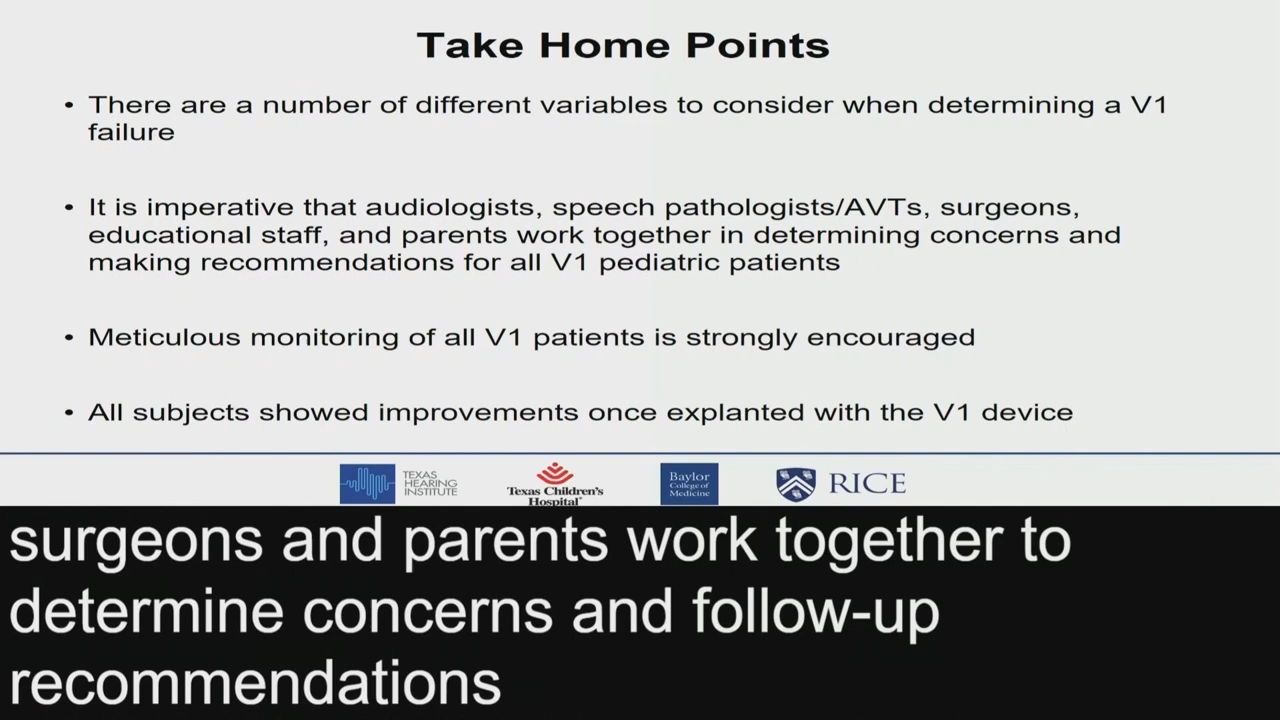 Take Home Points
• There are a number of different variables to consider when determining a V1
failure
• It is imperative that audiologists, speech pathologists/AVTs, surgeons,
educational staff, and parents work together in determining concerns and
making recommendations for all V1 pediatric patients
• Meticulous monitoring of all V1 patients is strongly encouraged
• All subjects showed improvements once explanted with the V1 device
TEXAS
HEARING
INSTITUTE
Texas Children's
Hospital
Baylor
College of
Medicine
RICE
surgeons and parents work together to
determine concerns and follow-up
recommendations